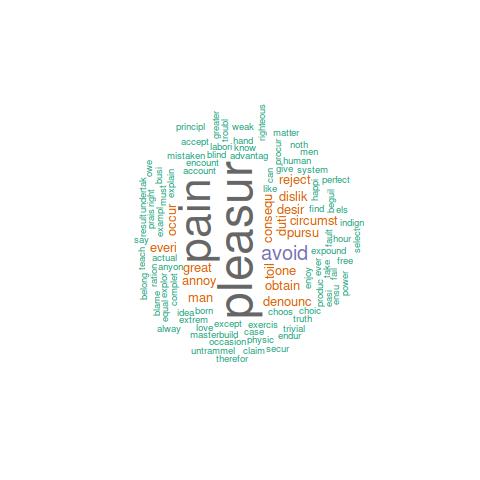 righteous
greater
troubl
principl
weak
matter
accept
hand
labori
know
procur
noth
men
mistaken
blind
advantag
human
owe
encount
give
system
busi
account
can
explain
reject
perfect
undertak
right
like
happi
must
dislik
beguil
prais
pain
pleasur
desir
find
els
result
exampl
occur
consequ
duti
circumst
indign
say
pursu
fault
hour
select
everi
avoid
expound
teach
actual
free
anyon
great
toil
one
ever
take
ration
annoy
enjoy
fail
power
belong
explor
complet
obtain
produc
easi
ensu
blame
equal
man
denounc
idea
born
choos
choic
extrem
truth
alway
love
except
exercis
trivial
masterbuild
case
endur
occasion
physic
untrammel
claim
secur
therefor